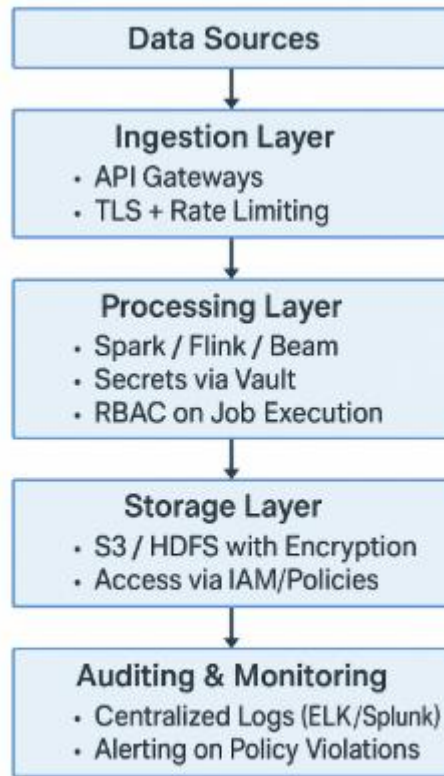 Data Sources
Ingestion Layer
• API Gateways
• TLS + Rate Limiting
Processing Layer
• Spark / Flink / Beam
• Secrets via Vault
• RBAC on Job Execution
Storage Layer
• S3 / HDFS with Encryption
• Access via IAM/Policies
Auditing & Monitoring
• Centralized Logs (ELK/Splunk)
• Alerting on Policy Violations